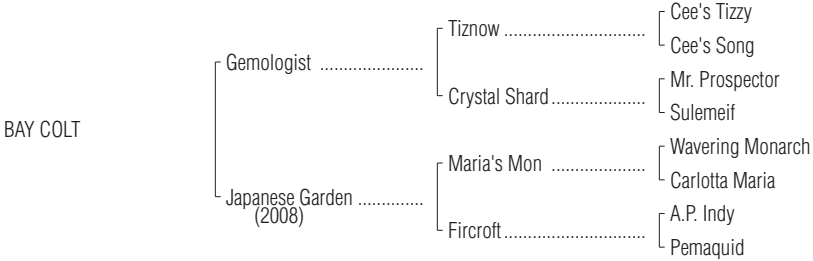 BAY COLT
Gemologist ......................
Japanese Garden ..............
(2008)
Tiznow ..............................
Crystal Shard....................
Maria's Mon ....................
Fircroft..............................
Cee's Tizzy
Cee's Song
Mr. Prospector
Sulemeif
Wavering Monarch
Carlotta Maria
A.P. Indy
Pemaquid